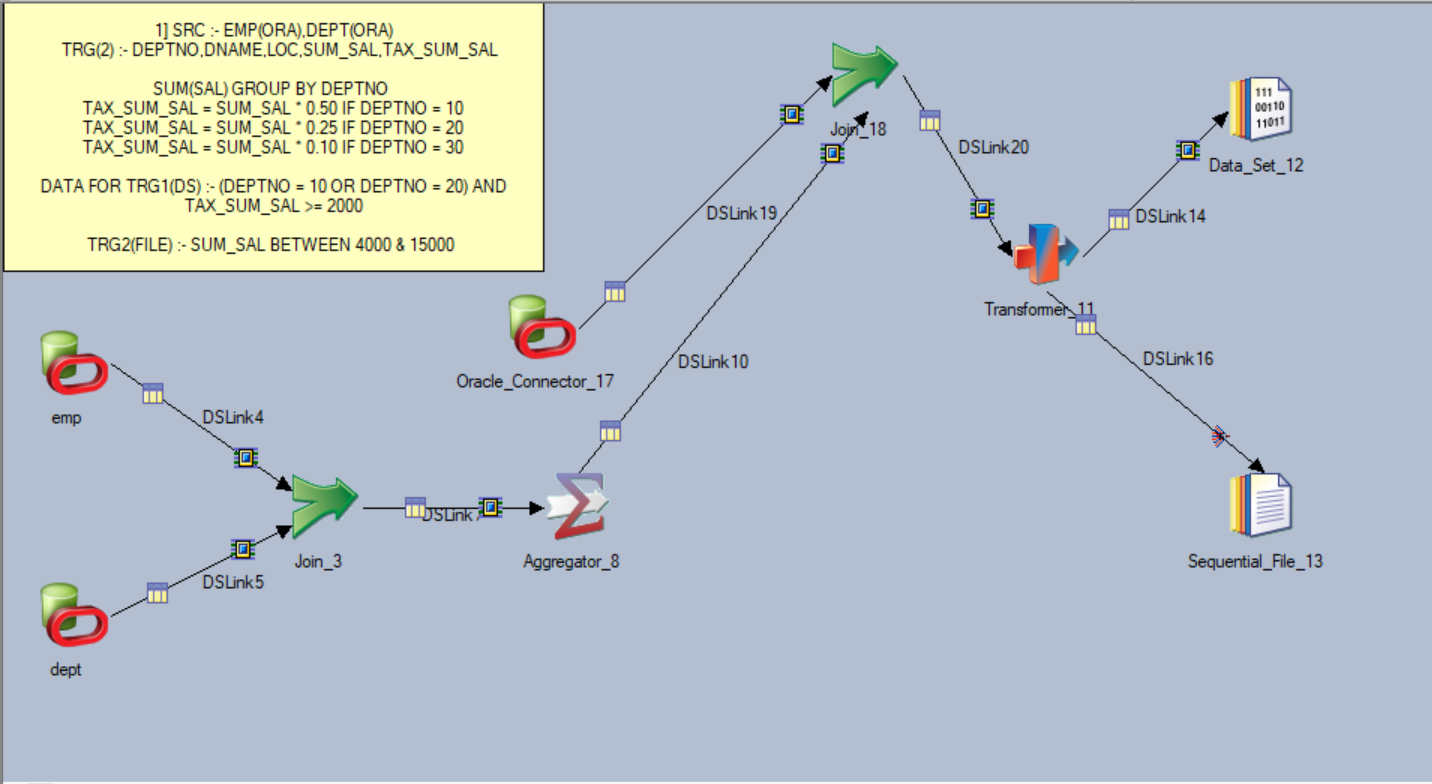 1] SRC :- EMP(ORA),DEPT(ORA)
TRG(2) :- DEPTNO,DNAME,LOC,SUM_SAL,TAX_SUM_SAL
SUM(SAL) GROUP BY DEPTNO
TAX_SUM_SAL = SUM_SAL * 0.50 IF DEPTNO = 10
TAX_SUM_SAL = SUM_SAL * 0.25 IF DEPTNO = 20
TAX_SUM_SAL = SUM_SAL * 0.10 IF DEPTNO = 30
DATA FOR TRG1(DS) :- (DEPTNO = 10 OR DEPTNO = 20) AND
TAX_SUM_SAL >= 2000
TRG2(FILE) :- SUM_SAL BETWEEN 4000 & 15000
Join_18
111
00110
11011
DSLink20
Data_Set_12
DSLink19
DSLink14
Transformer_11
Oracle_Connector_17
DSLink10
DSLink16
emp
DSLink4
DSLink
Join_3
Aggregator_8
Sequential_File_13
DSLink5
dept